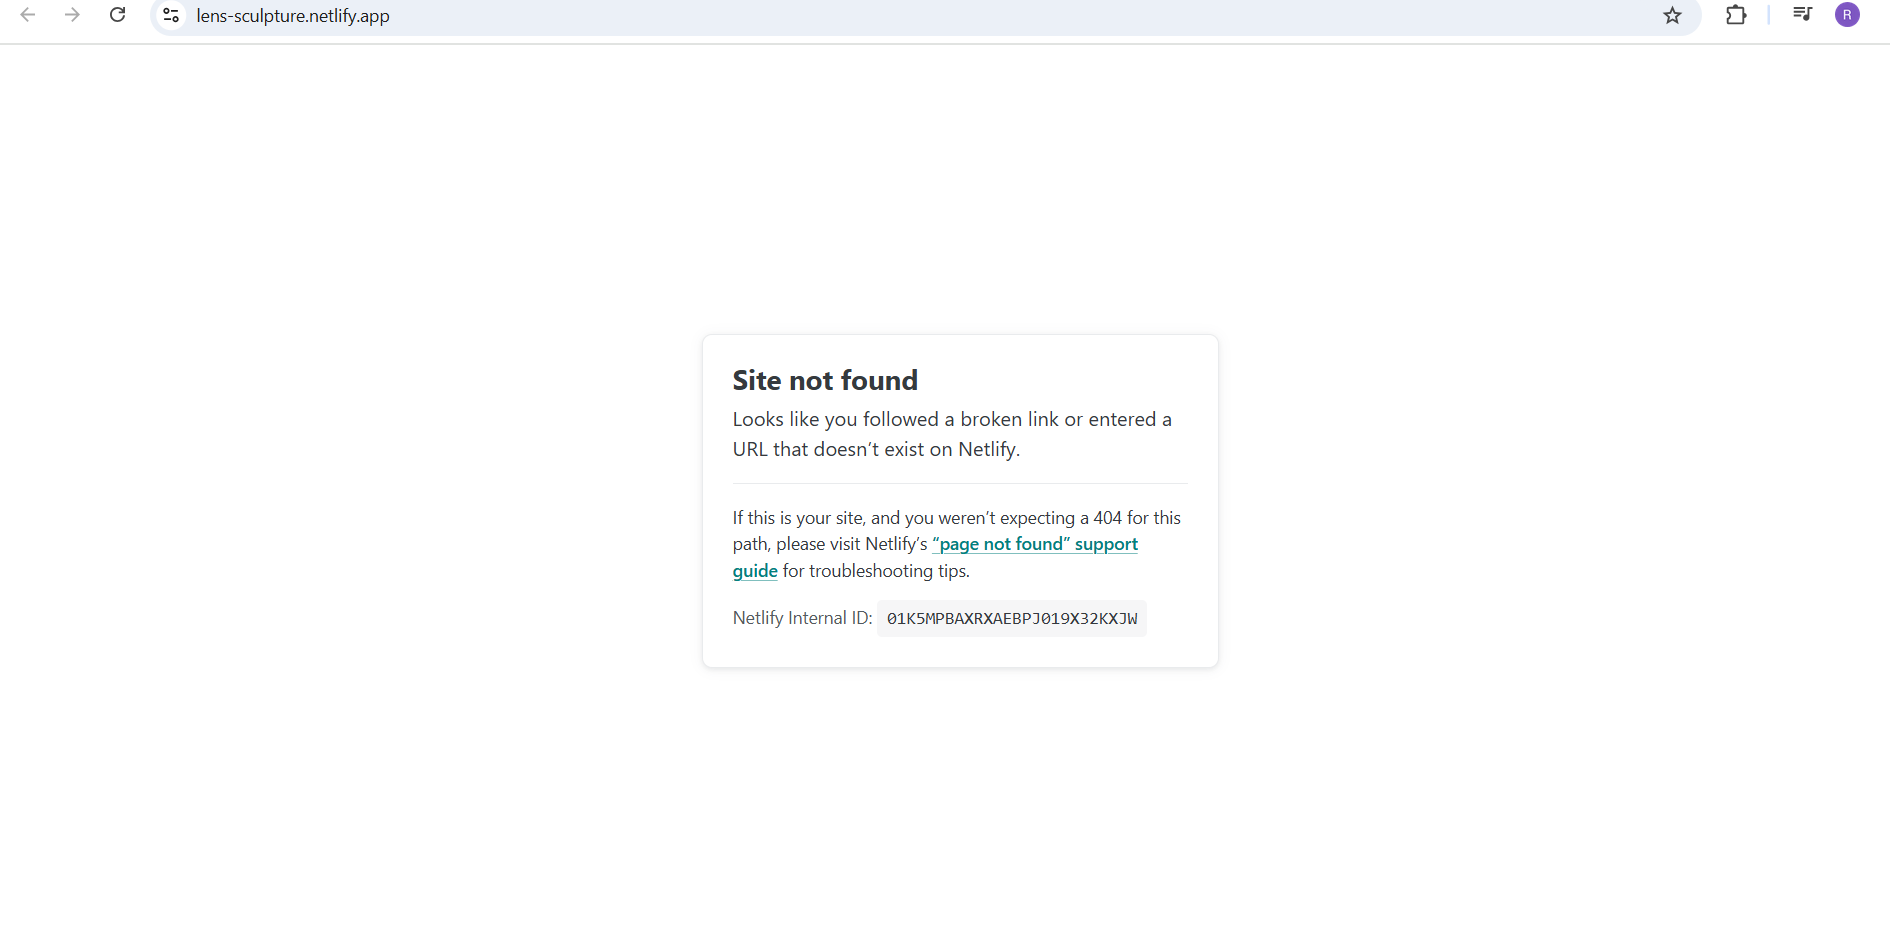 lens-sculpture.netlify.app
R
Site not found
Looks like you followed a broken link or entered a
URL that doesn’t exist on Netlify.
If this is your site, and you weren’t expecting a 404 for this
path, please visit Netlify’s “page not found” support
guide for troubleshooting tips.
Netlify Internal ID: 01K5MPBAXRXAEBPJ019X32KXJW